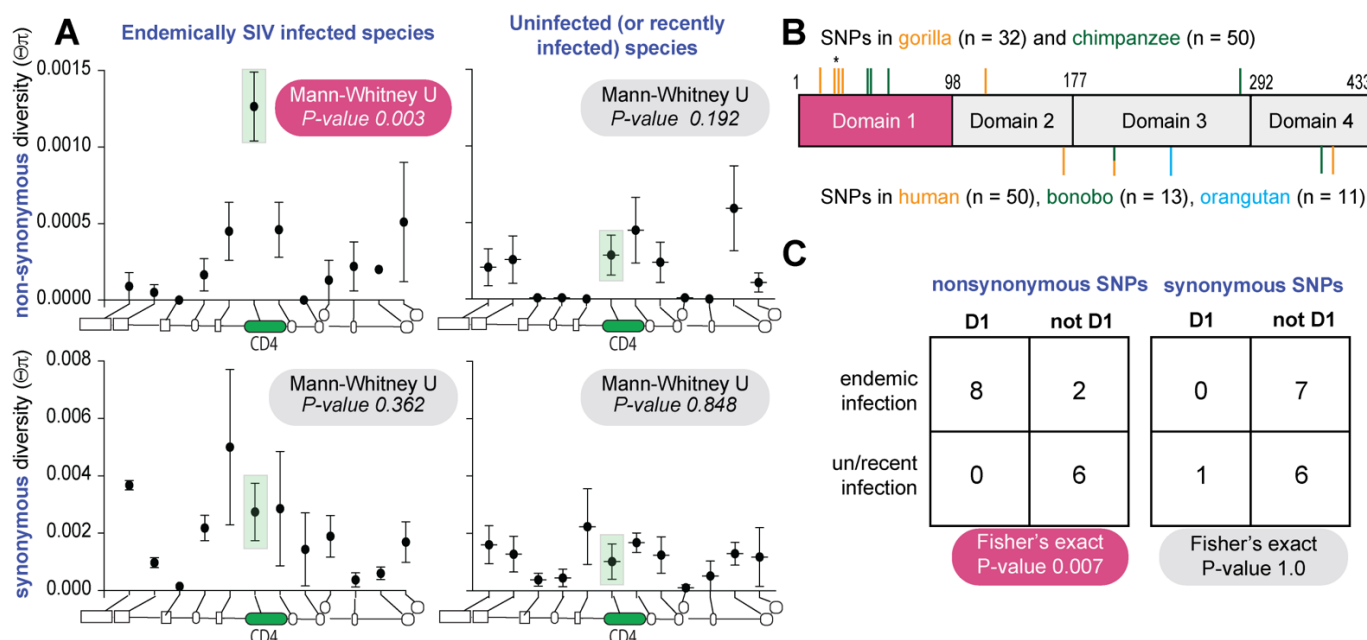 A
Endemically SIV infected species
Uninfected (or recently
infected) species
non-synonymous diversity (Θπ)
0.0015
0.0010
0.0005
0.0000
Mann-Whitney U
P-value 0.003
Mann-Whitney U
P-value 0.192
CD4
CD4
synonymous diversity (Θπ)
0.008
0.006
0.004
0.002
0.000
Mann-Whitney U
P-value 0.362
Mann-Whitney U
P-value 0.848
CD4
CD4
B
SNPs in gorilla (n = 32) and chimpanzee (n = 50)
*
1 98 177 292 433
Domain 1 Domain 2 Domain 3 Domain 4
SNPs in human (n = 50), bonobo (n = 13), orangutan (n = 11)
C
nonsynonymous SNPs synonymous SNPs
D1 not D1 D1 not D1
endemic
infection
8 2 0 7
un/recent
infection
0 6 1 6
Fisher's exact
P-value 0.007
Fisher's exact
P-value 1.0